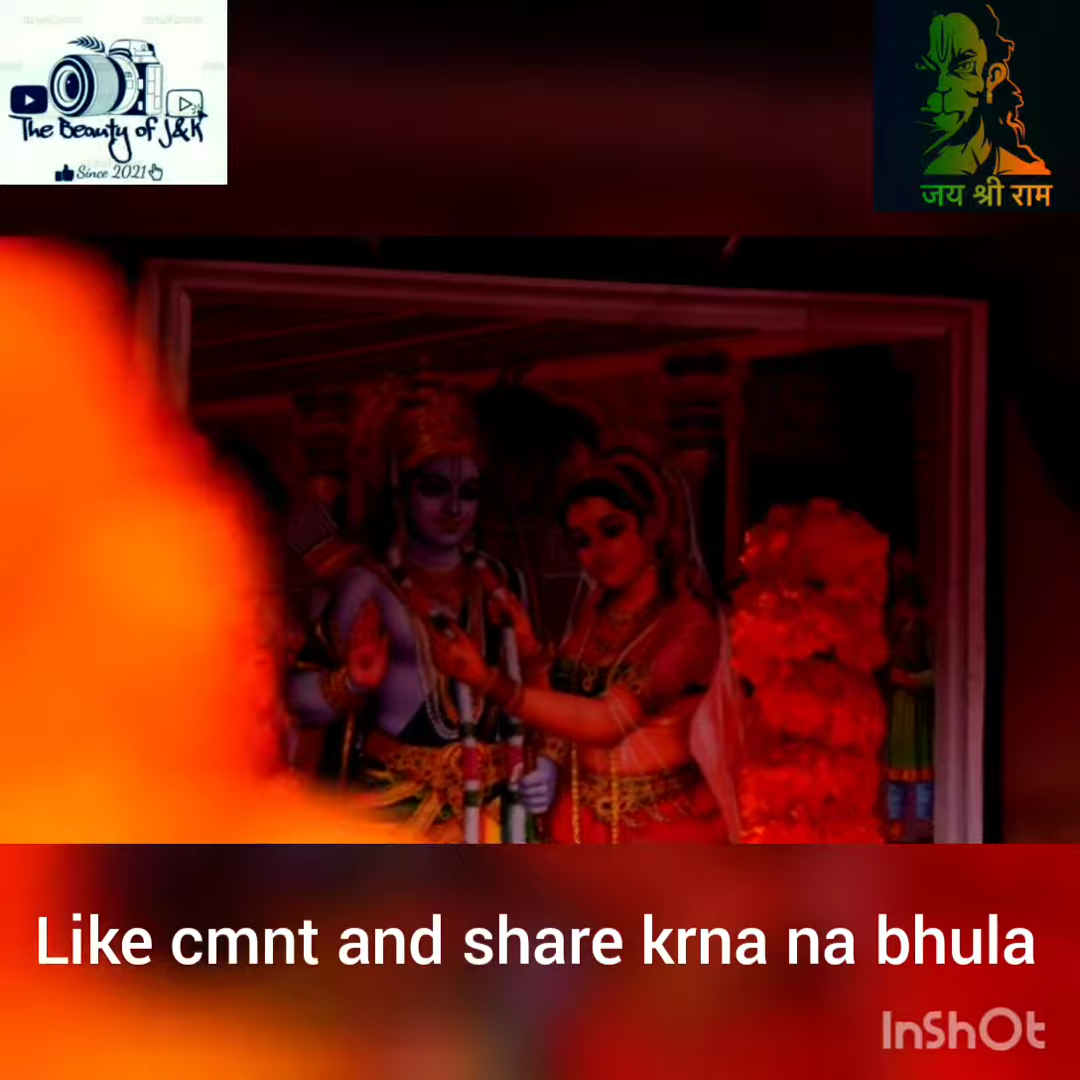 The Beauty of J&K
Since 2021
जय श्री राम
Like cmnt and share krna na bhula
InShOt